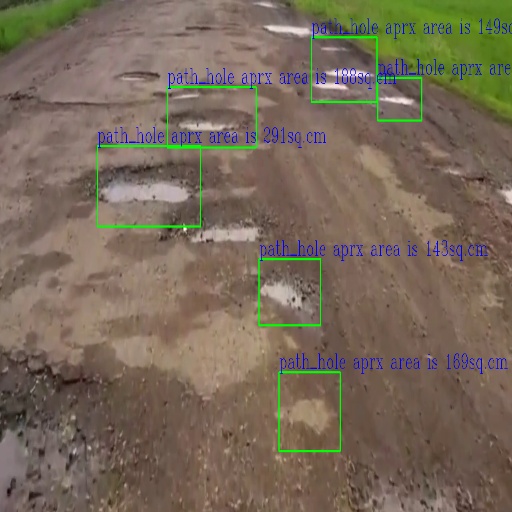 path_hole aprx area is 149s
path_hole aprx are
path_hole aprx area is 188sq.cm
path_hole aprx area is 291sq.cm
path_hole aprx area is 143sq.cm
path_hole aprx area is 169sq.cm